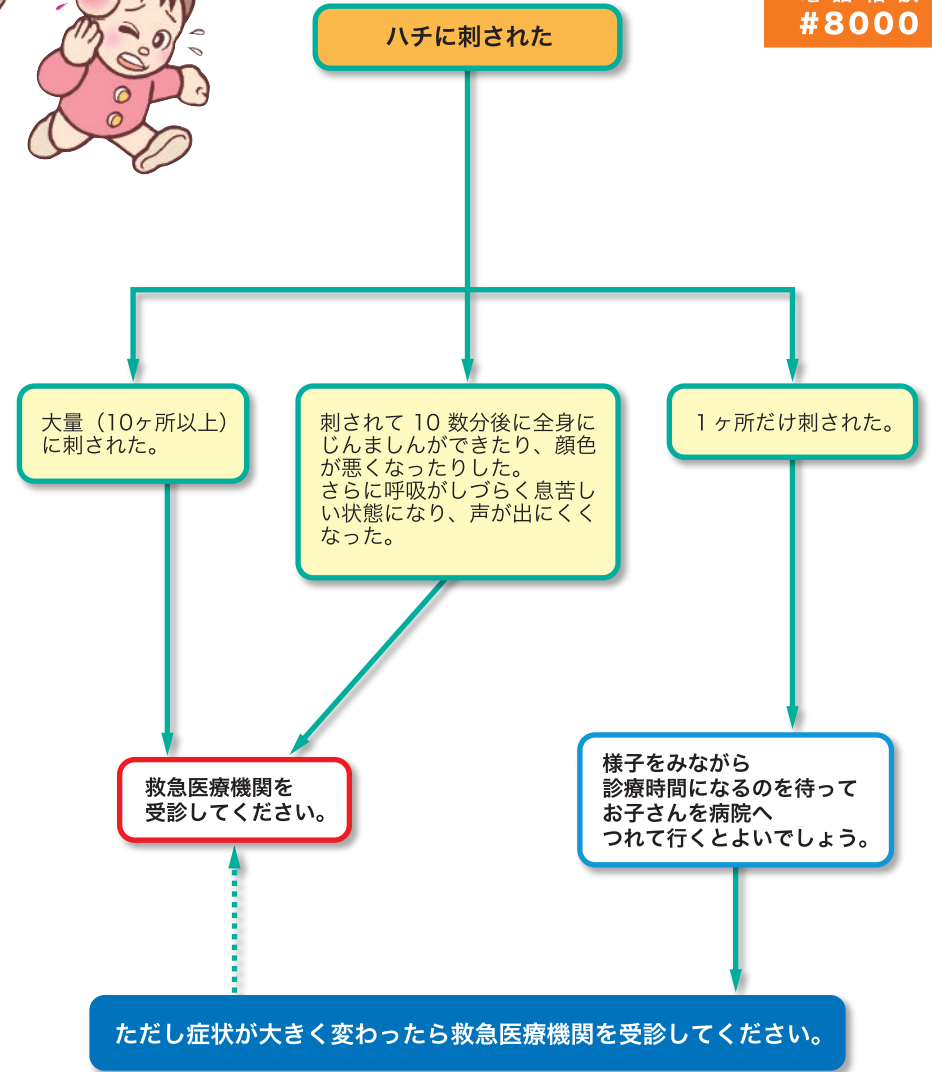 #8000
ハチに刺された
大量（10ヶ所以上）
に刺された。
刺されて 10 数分後に全身に
じんましんができたり、顔色
が悪くなったりした。
さらに呼吸がしづらく息苦し
い状態になり、声が出にくく
なった。
1 ヶ所だけ刺された。
救急医療機関を
受診してください。
様子をみながら
診療時間になるのを待って
お子さんを病院へ
つれて行くとよいでしょう。
ただし症状が大きく変わったら救急医療機関を受診してください。